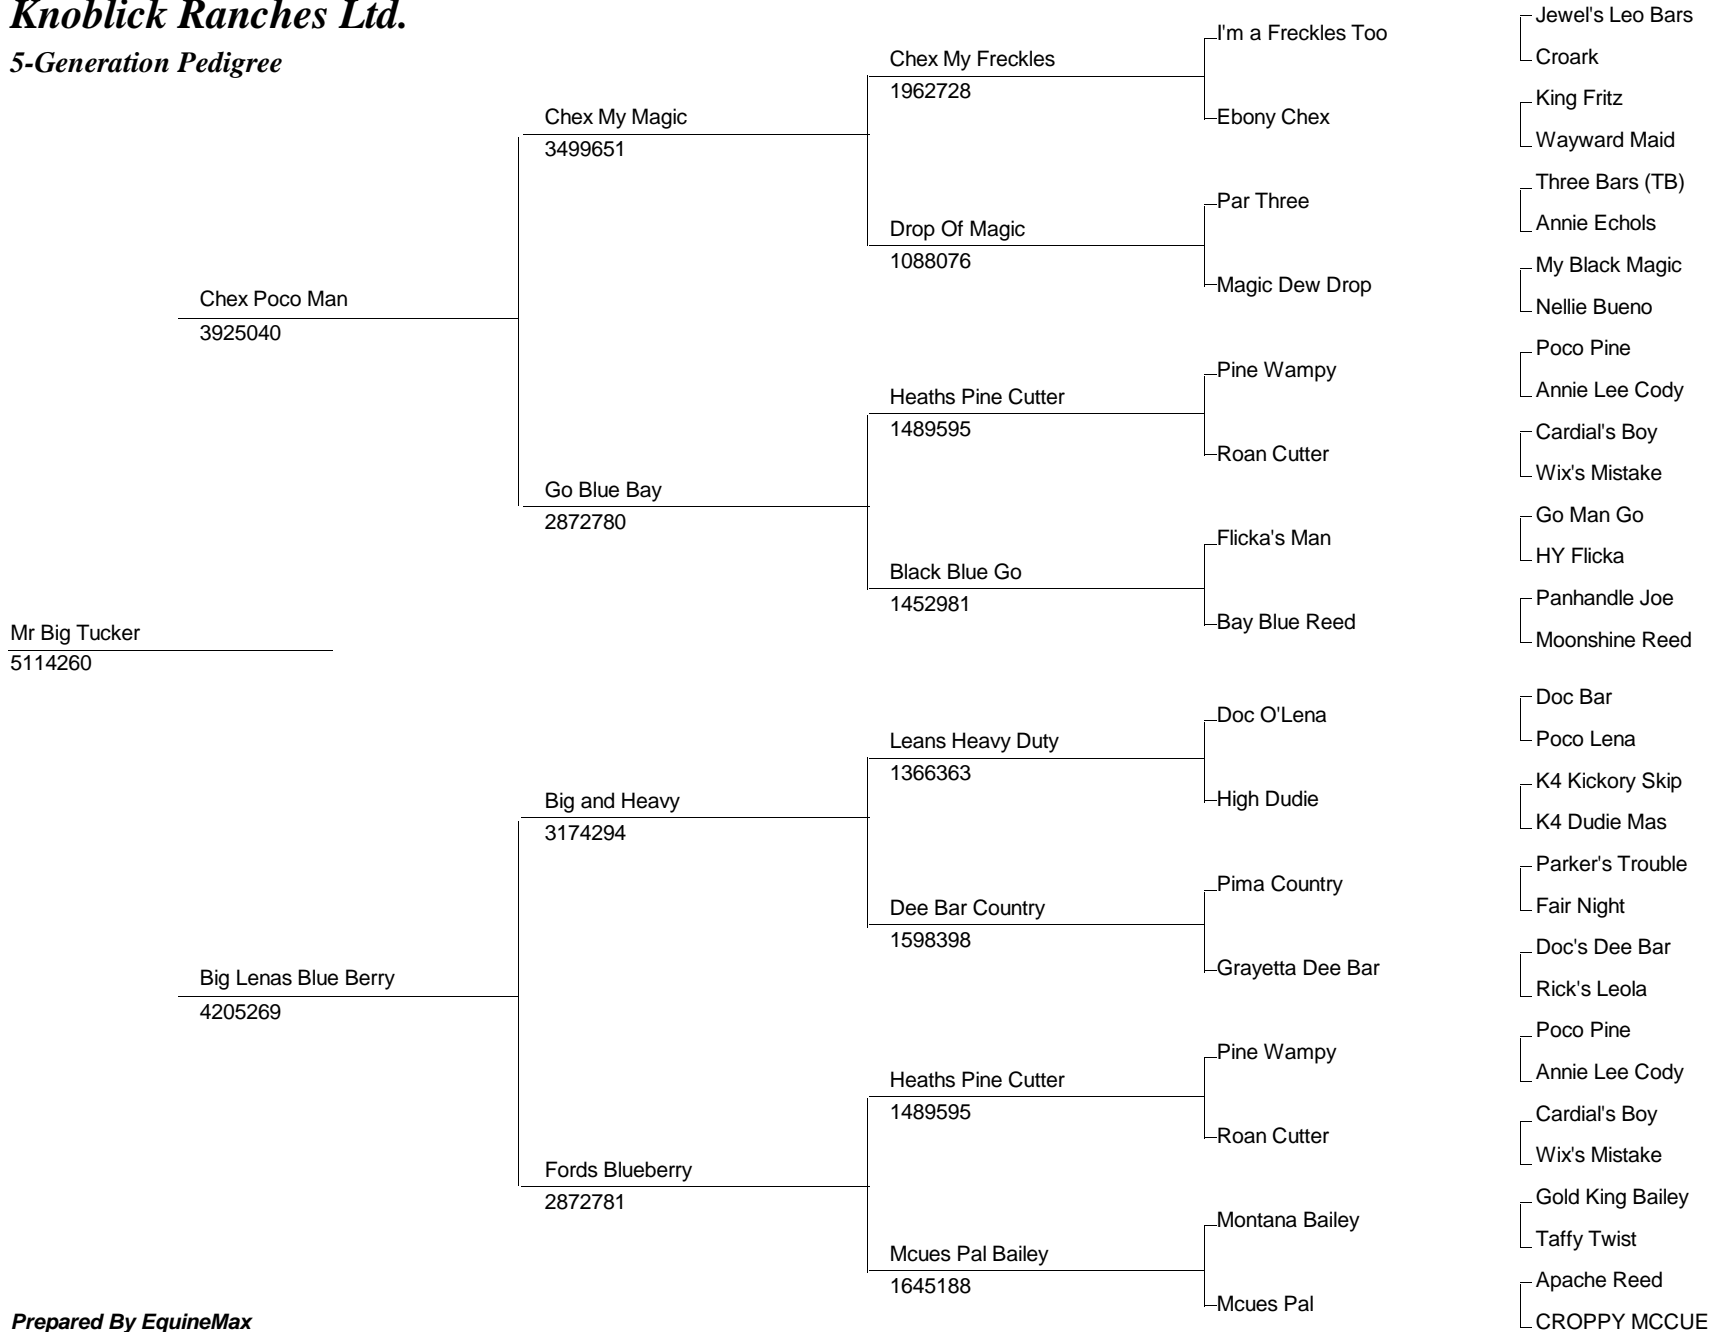 Knoblick Ranches Ltd.
5-Generation Pedigree
Mr Big Tucker
5114260
Chex Poco Man
3925040
Big Lenas Blue Berry
4205269
Chex My Magic
3499651
Go Blue Bay
2872780
Big and Heavy
3174294
Fords Blueberry
2872781
Chex My Freckles
1962728
Drop Of Magic
1088076
Heaths Pine Cutter
1489595
Black Blue Go
1452981
Leans Heavy Duty
1366363
Dee Bar Country
1598398
Heaths Pine Cutter
1489595
Mcues Pal Bailey
1645188
I'm a Freckles Too
Ebony Chex
Par Three
Magic Dew Drop
Pine Wampy
Roan Cutter
Flicka's Man
Bay Blue Reed
Doc O'Lena
High Dudie
Pima Country
Grayetta Dee Bar
Pine Wampy
Roan Cutter
Montana Bailey
Mcues Pal
Jewel's Leo Bars
Croark
King Fritz
Wayward Maid
Three Bars (TB)
Annie Echols
My Black Magic
Nellie Bueno
Poco Pine
Annie Lee Cody
Cardial's Boy
Wix's Mistake
Go Man Go
HY Flicka
Panhandle Joe
Moonshine Reed
Doc Bar
Poco Lena
K4 Kickory Skip
K4 Dudie Mas
Parker's Trouble
Fair Night
Doc's Dee Bar
Rick's Leola
Poco Pine
Annie Lee Cody
Cardial's Boy
Wix's Mistake
Gold King Bailey
Taffy Twist
Apache Reed
CROPPY MCCUE
Prepared By EquineMax